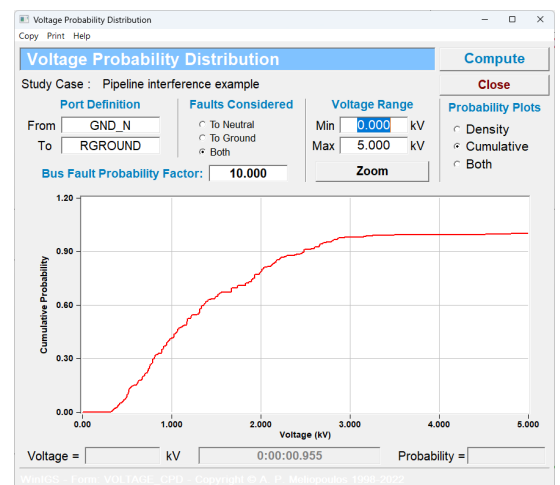 Voltage Probability Distribution
Copy Print Help
Voltage Probability Distribution
Compute
Study Case : Pipeline interference example
Close
Port Definition
From GND_N
To RGROUND
Faults Considered
To Neutral
To Ground
Both
Voltage Range
Min 0.000 kV
Max 5.000 kV
Probability Plots
Density
Cumulative
Both
Bus Fault Probability Factor: 10.000
Zoom
1.20
0.90
0.60
0.30
0.00
Cumulative Probability
0.00 1.000 2.000 3.000 4.000 5.000
Voltage (kV)
Voltage = kV
0:00:00.955
Probability =
WinIGS - Form: VOLTAGE_CPD - Copyright © A. P. Meliopoulos 1998-2022